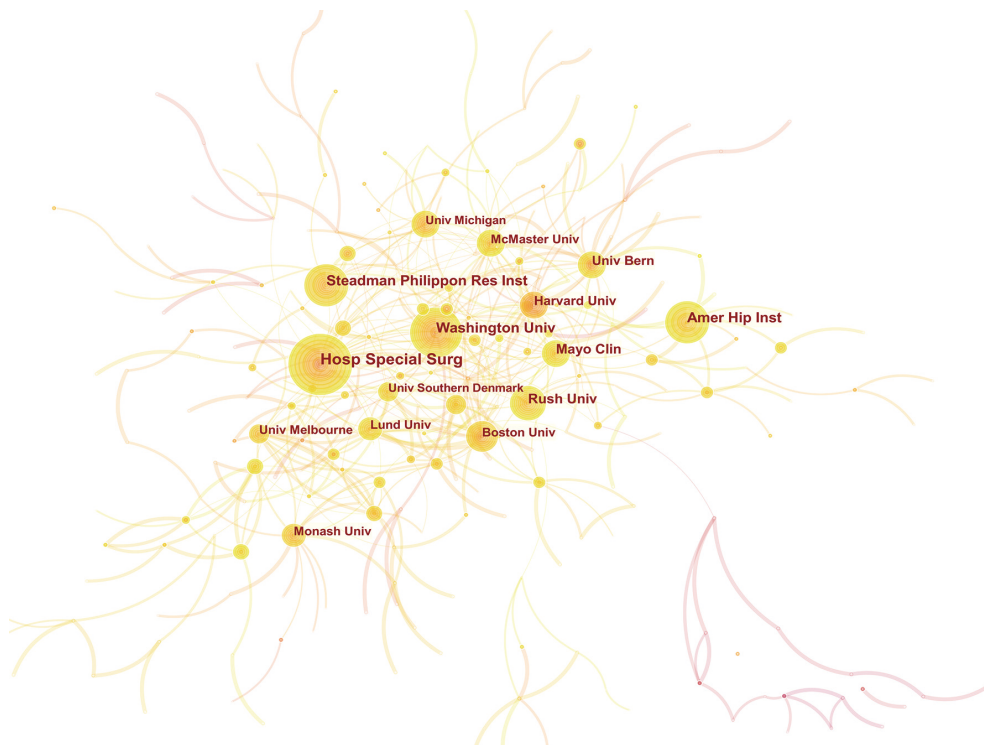 Univ Michigan
McMaster Univ
Univ Bern
Steadman Philippon Res Inst
Harvard Univ
Amer Hip Inst
Washington Univ
Mayo Clin
Hosp Special Surg
Univ Southern Denmark
Rush Univ
Lund Univ
Univ Melbourne
Boston Univ
Monash Univ